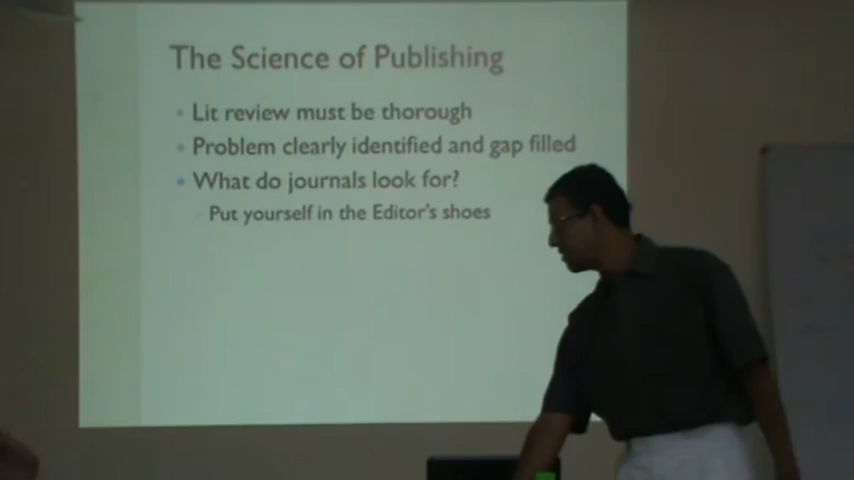 The Science of Publishing
Lit review must be thorough
Problem clearly identified and gap filled
What do journals look for?
Put yourself in the Editor's shoes